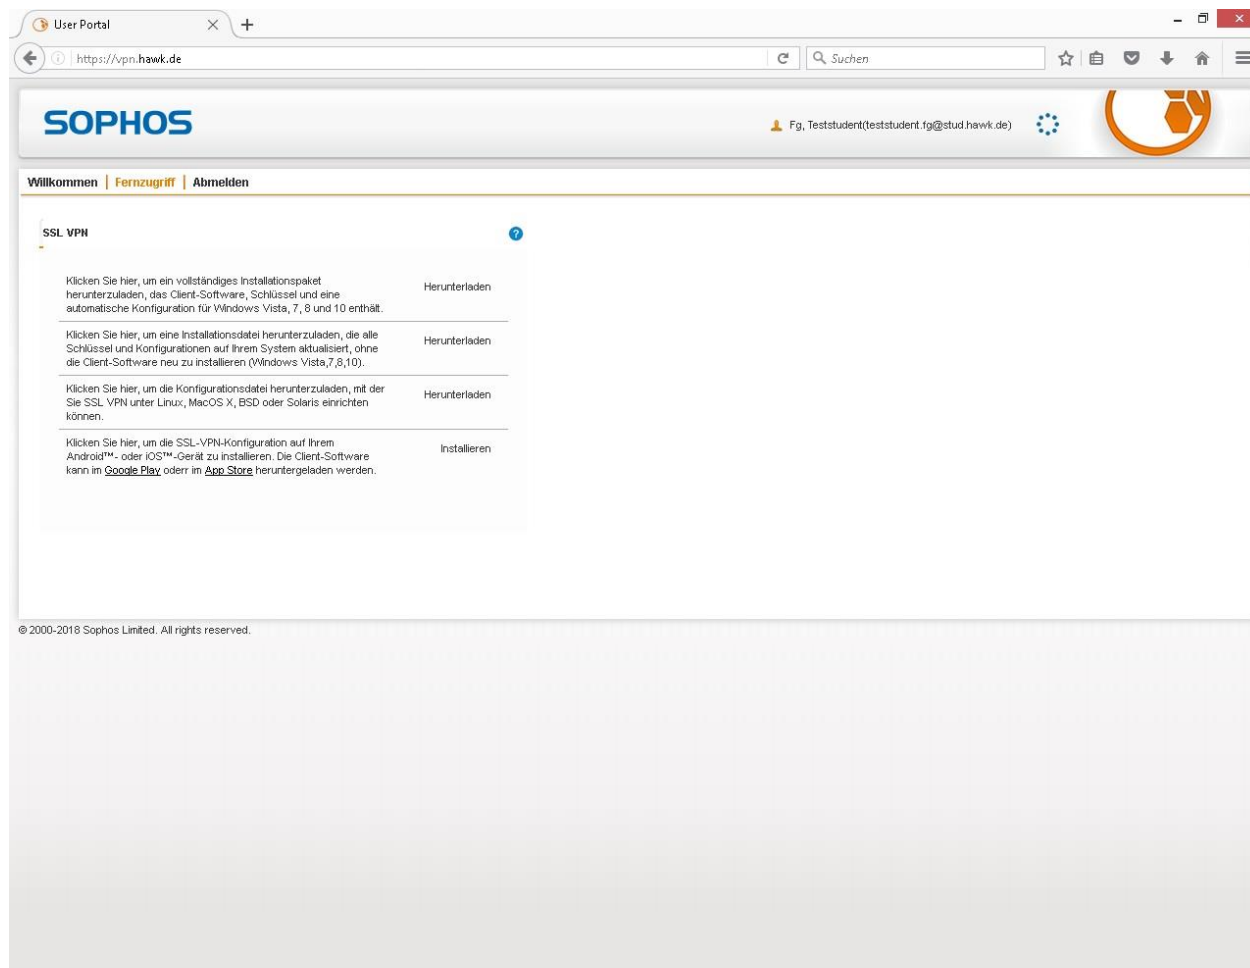 User Portal
https://vpn.hawk.de
Suchen
SOPHOS
Fg, Teststudent(teststudent.fg@stud.hawk.de)
Willkommen | Fernzugriff | Abmelden
SSL VPN
?
Klicken Sie hier, um ein vollständiges Installationspaket
herunterzuladen, das Client-Software, Schlüssel und eine
automatische Konfiguration für Windows Vista, 7, 8 und 10 enthält.
Herunterladen
Klicken Sie hier, um eine Installationsdatei herunterzuladen, die alle
Schlüssel und Konfigurationen auf Ihrem System aktualisiert, ohne
die Client-Software neu zu installieren (Windows Vista,7,8,10).
Herunterladen
Klicken Sie hier, um die Konfigurationsdatei herunterzuladen, mit der
Sie SSL VPN unter Linux, MacOS X, BSD oder Solaris einrichten
können.
Herunterladen
Klicken Sie hier, um die SSL-VPN-Konfiguration auf Ihrem
Android™- oder iOS™-Gerät zu installieren. Die Client-Software
kann im Google Play oderr im App Store heruntergeladen werden.
Installieren
© 2000-2018 Sophos Limited. All rights reserved.